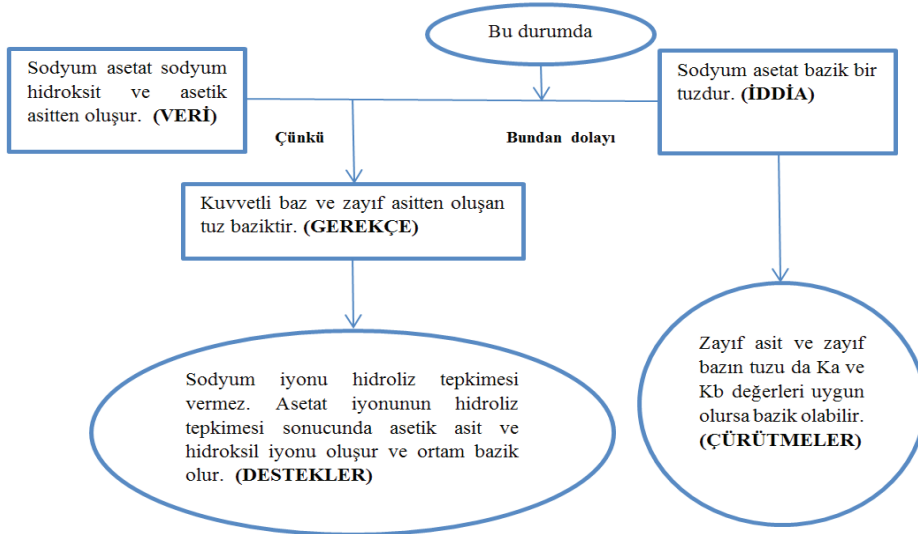 Bu durumda
Sodyum asetat sodyum
hidroksit ve asetik
asitten oluşur. (VERİ)
Sodyum asetat bazik bir
tuzdur. (İDDİA)
Çünkü
Bundan dolayı
Kuvvetli baz ve zayıf asitten oluşan
tuz baziktir. (GEREKÇE)
Sodyum iyonu hidroliz tepkimesi
vermez. Asetat iyonunun hidroliz
tepkimesi sonucunda asetik asit ve
hidroksil iyonu oluşur ve ortam bazik
olur. (DESTEKLER)
Zayıf asit ve zayıf
bazın tuzu da Ka ve
Kb değerleri uygun
olursa bazik olabilir.
(ÇÜRÜTMELER)